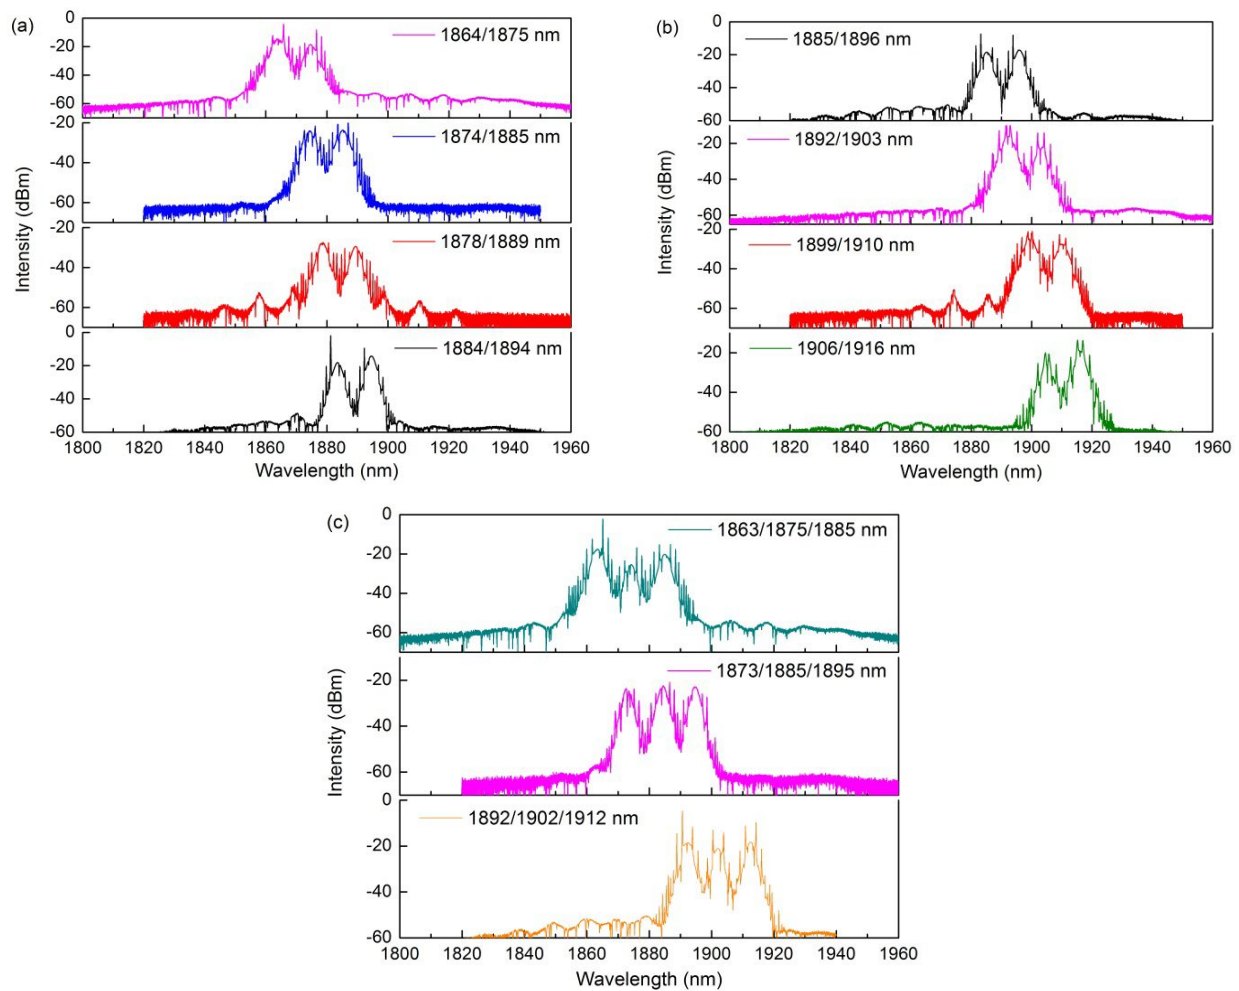 (a)
0
-20
-40
-60
1864/1875 nm
-20
-40
-60
1874/1885 nm
-20
-40
-60
1878/1889 nm
0
-20
-40
-60
1884/1894 nm
1800 1820 1840 1860 1880 1900 1920 1940 1960
Wavelength (nm)
Intensity (dBm)
(b)
0
-20
-40
-60
1885/1896 nm
-20
-40
-60
1892/1903 nm
-20
-40
-60
1899/1910 nm
-20
-40
-60
1906/1916 nm
1800 1820 1840 1860 1880 1900 1920 1940 1960
Wavelength (nm)
Intensity (dBm)
(c)
0
-20
-40
-60
1863/1875/1885 nm
-20
-40
-60
1873/1885/1895 nm
0
-20
-40
-60
1892/1902/1912 nm
1800 1820 1840 1860 1880 1900 1920 1940 1960
Wavelength (nm)
Intensity (dBm)